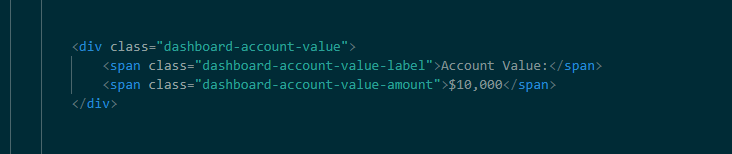 <div class="dashboard-account-value">
<span class="dashboard-account-value-label">Account Value:</span>
<span class="dashboard-account-value-amount">$10,000</span>
</div>